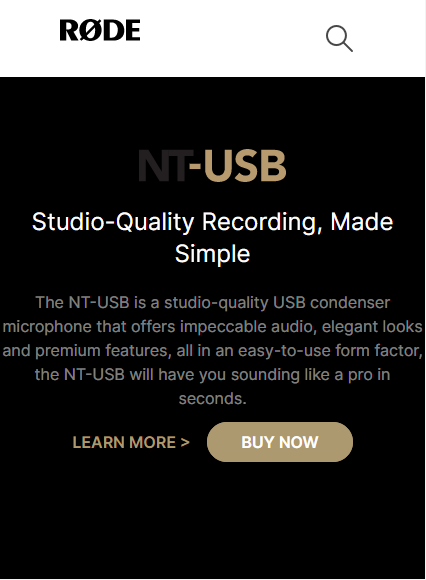 RØDE
NT-USB
Studio-Quality Recording, Made
Simple
The NT-USB is a studio-quality USB condenser
microphone that offers impeccable audio, elegant looks
and premium features, all in an easy-to-use form factor,
the NT-USB will have you sounding like a pro in
seconds.
LEARN MORE > BUY NOW